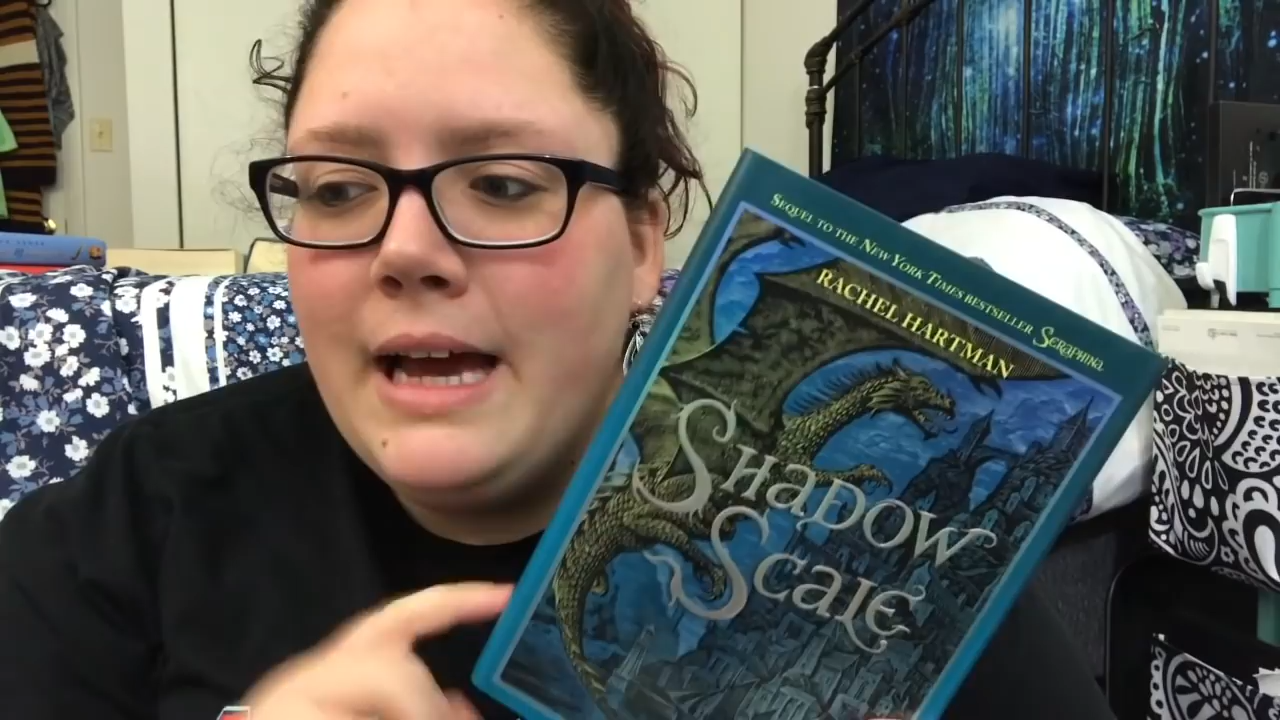 Sequel to the New York Times bestseller Seraphina
RACHEL HARTMAN
Shadow
Scale